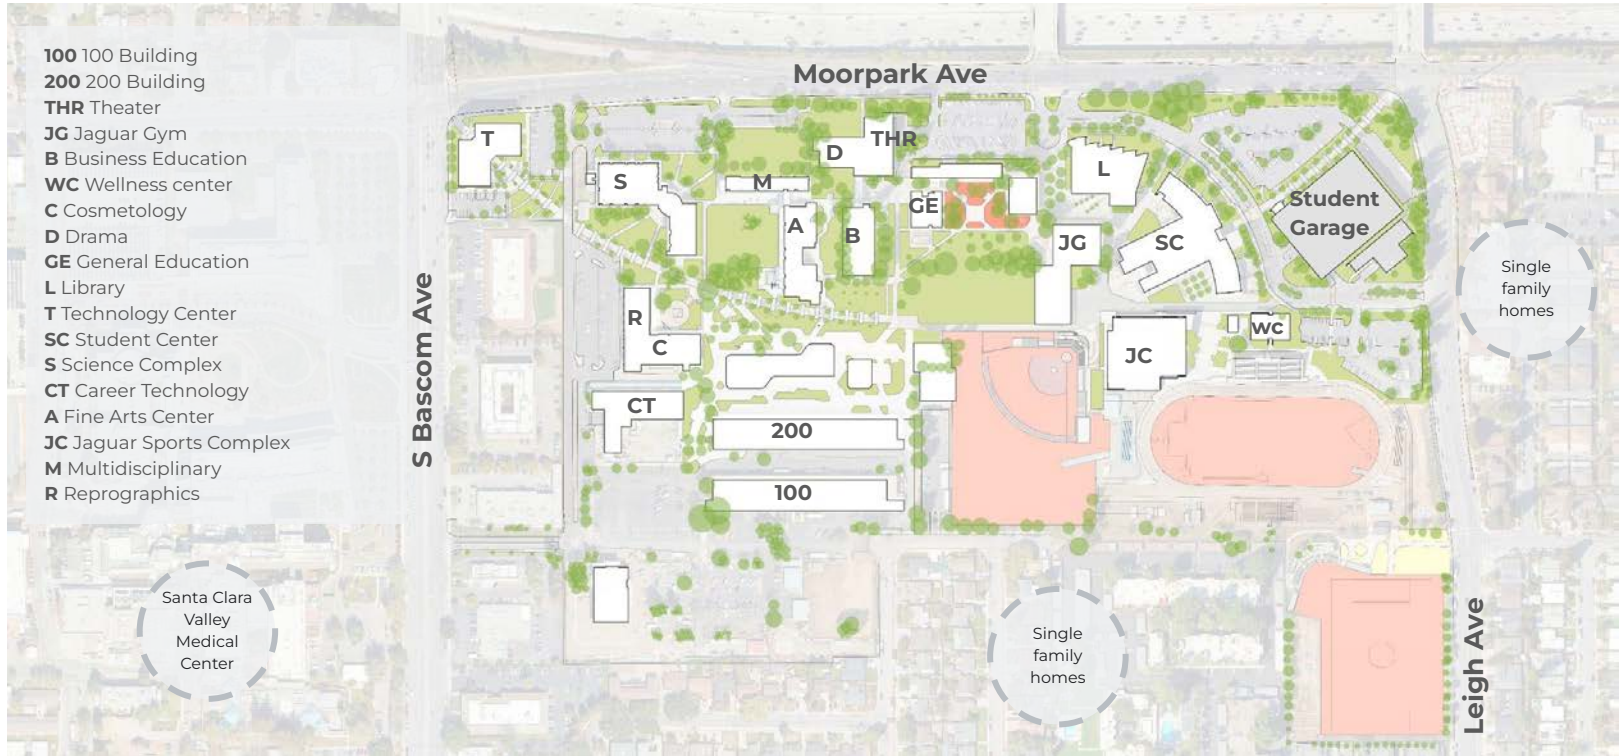 100 100 Building
200 200 Building
THR Theater
JG Jaguar Gym
B Business Education
WC Wellness center
C Cosmetology
D Drama
GE General Education
L Library
T Technology Center
SC Student Center
S Science Complex
CT Career Technology
A Fine Arts Center
JC Jaguar Sports Complex
M Multidisciplinary
R Reprographics
Moorpark Ave
S Bascom Ave
Leigh Ave
T
S
M
D
THR
L
GE
A
B
JG
SC
Student
Garage
R
C
WC
JC
CT
200
100
Single
family
homes
Santa Clara
Valley
Medical
Center
Single
family
homes